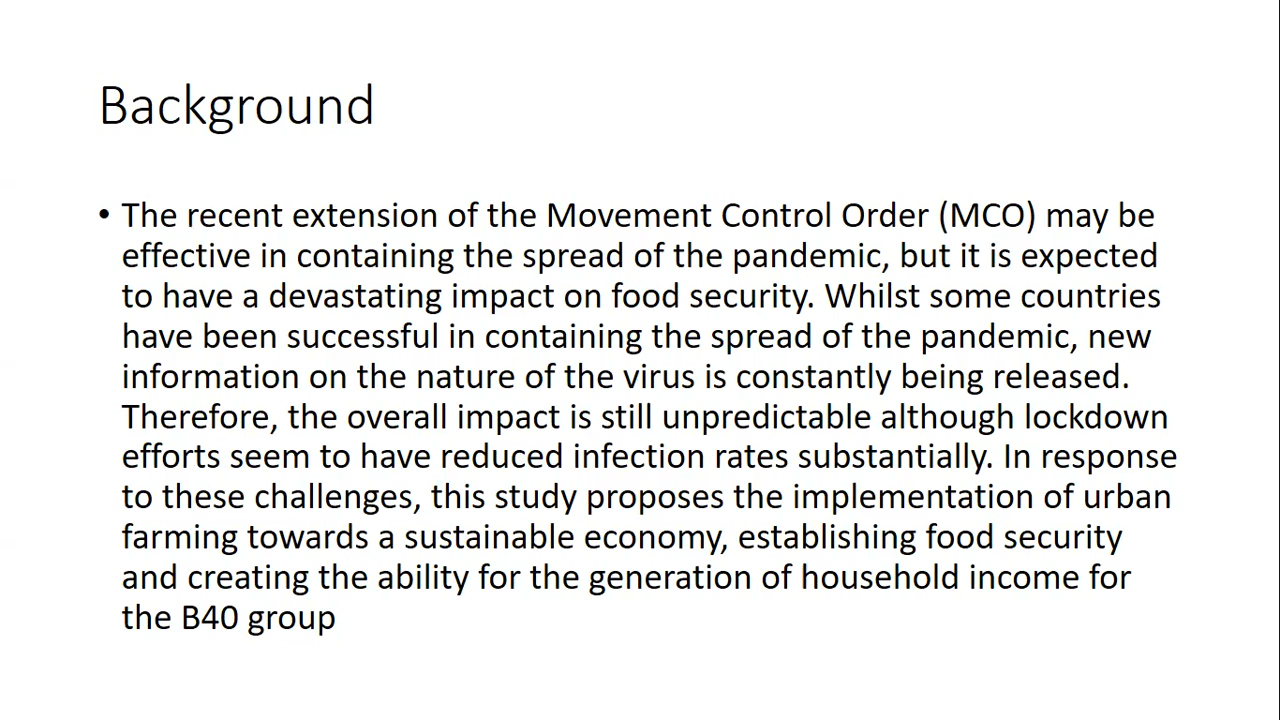 Background
• The recent extension of the Movement Control Order (MCO) may be
effective in containing the spread of the pandemic, but it is expected
to have a devastating impact on food security. Whilst some countries
have been successful in containing the spread of the pandemic, new
information on the nature of the virus is constantly being released.
Therefore, the overall impact is still unpredictable although lockdown
efforts seem to have reduced infection rates substantially. In response
to these challenges, this study proposes the implementation of urban
farming towards a sustainable economy, establishing food security
and creating the ability for the generation of household income for
the B40 group